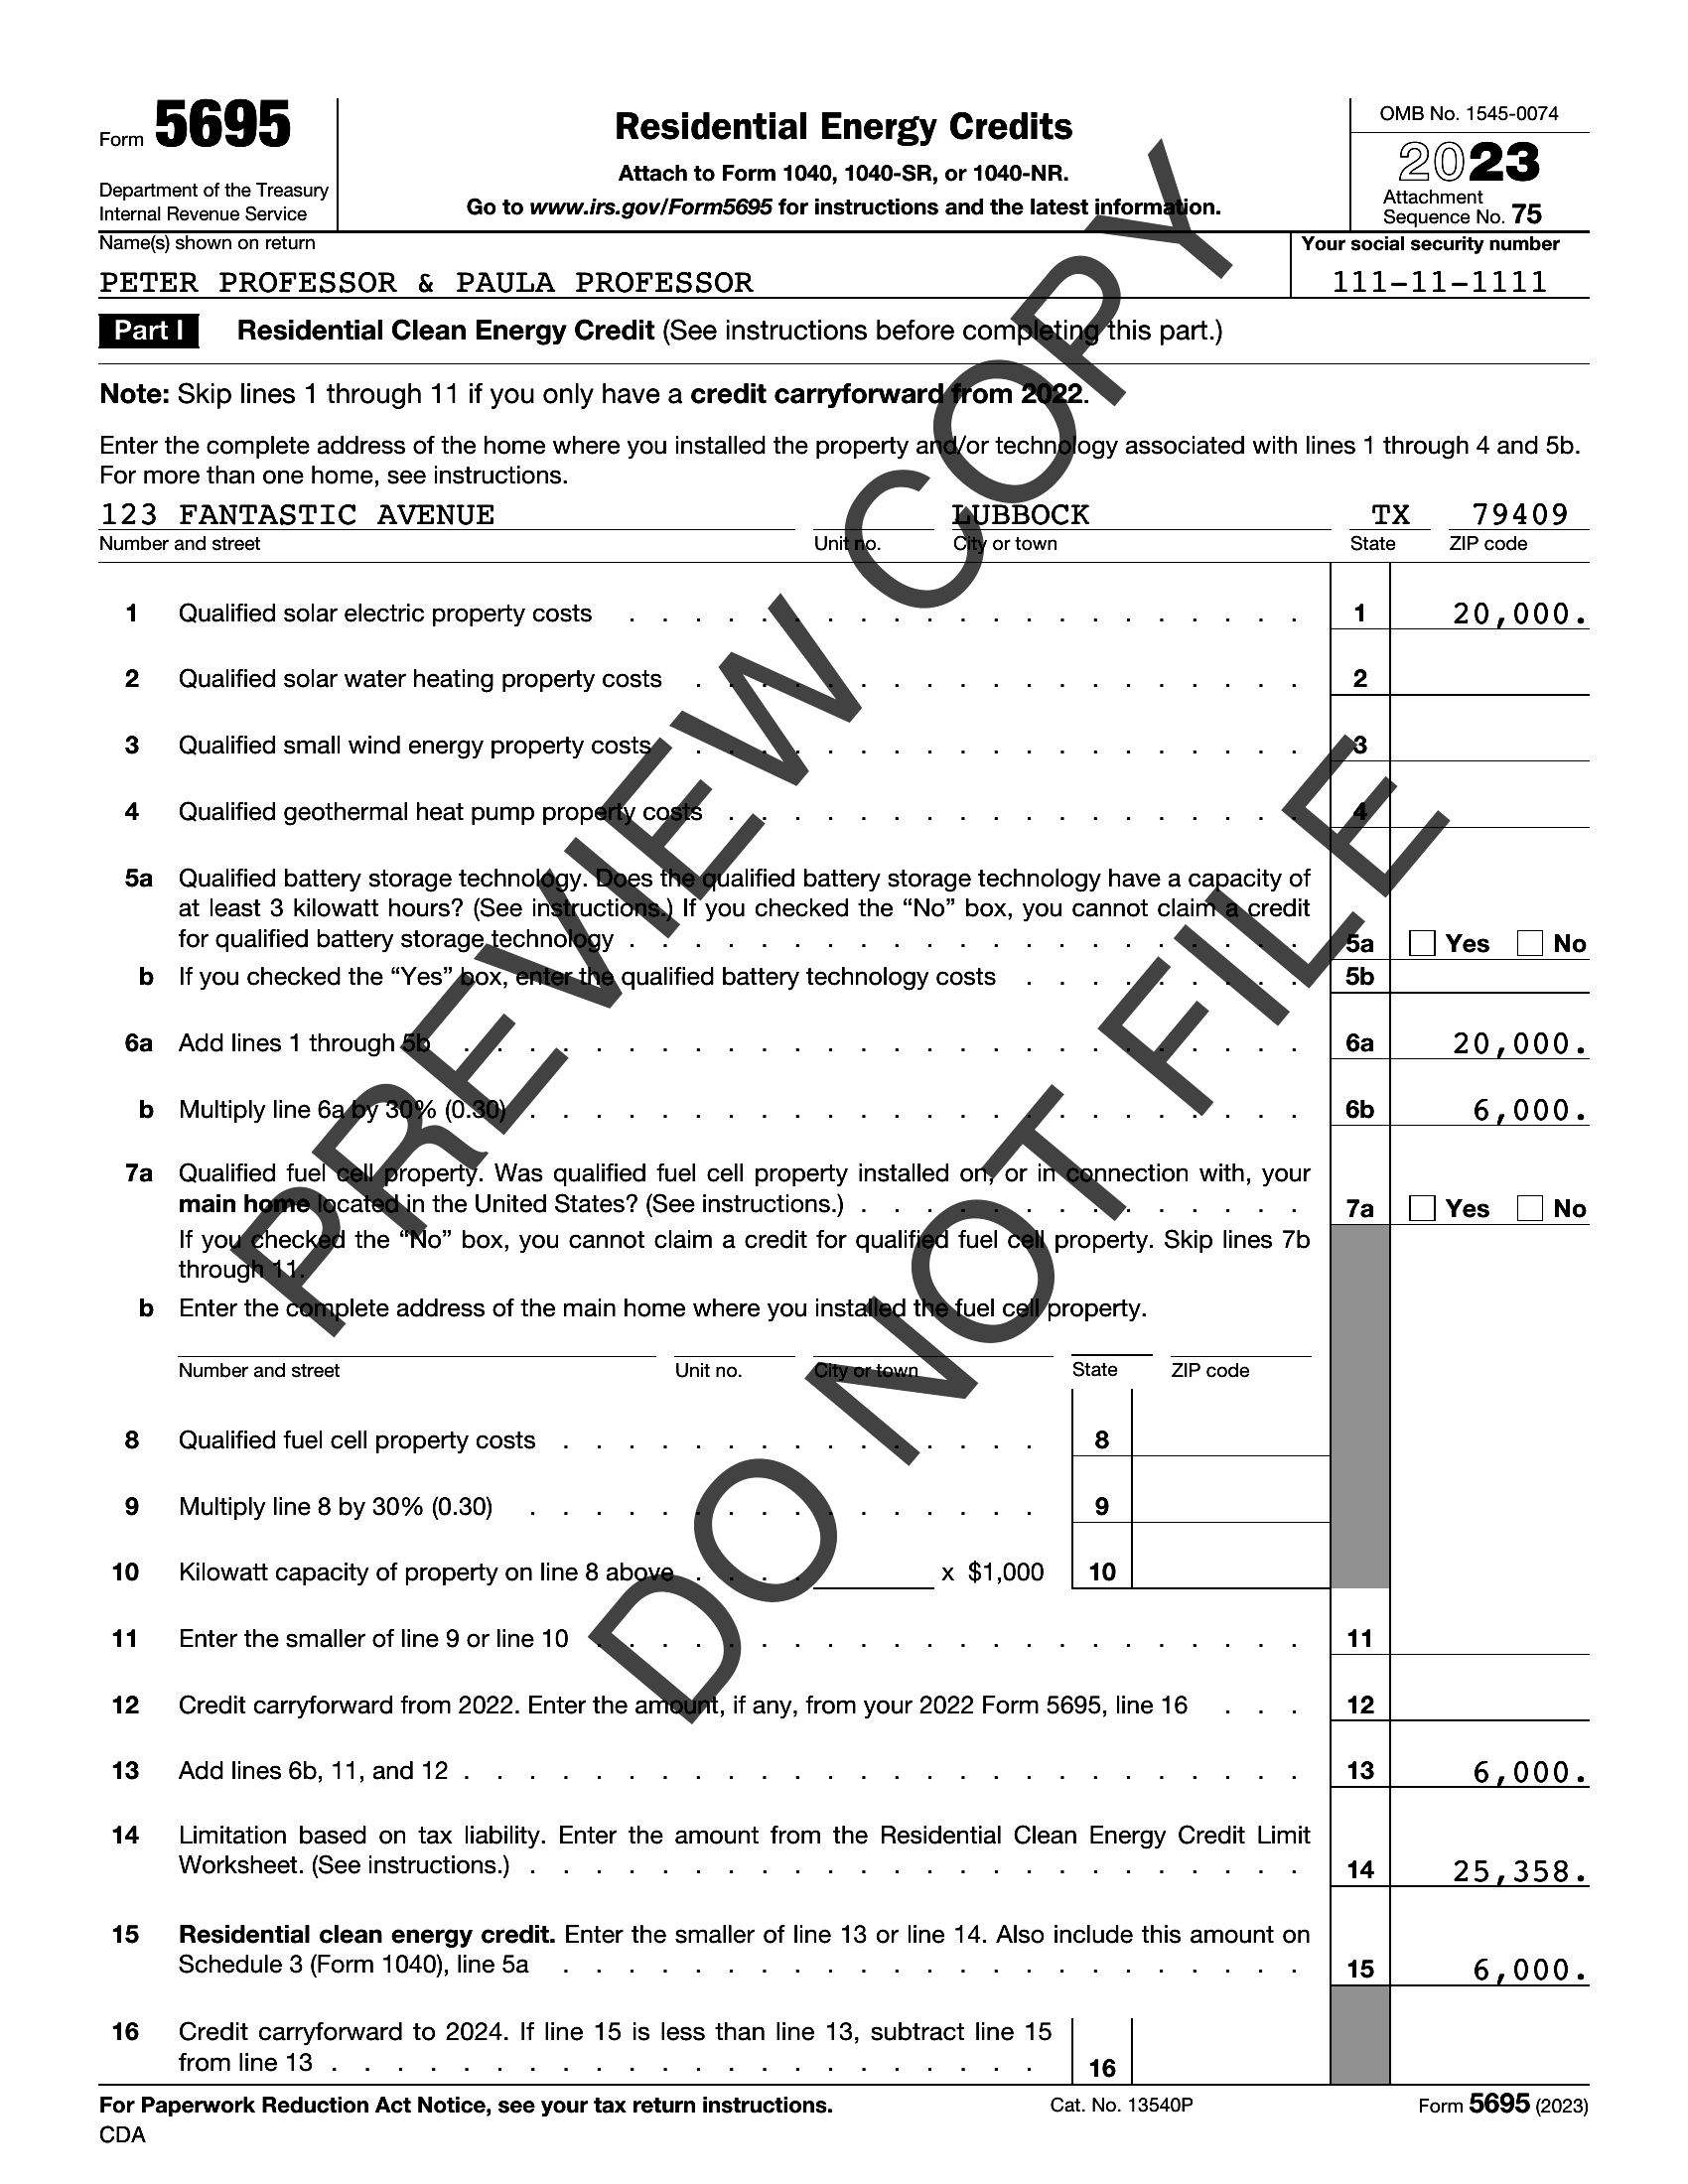 Form 5695
Department of the Treasury
Internal Revenue Service
Residential Energy Credits
Attach to Form 1040, 1040-SR, or 1040-NR.
Go to www.irs.gov/Form5695 for instructions and the latest information.
OMB No. 1545-0074
2023
Attachment
Sequence No. 75
Name(s) shown on return
PETER PROFESSOR & PAULA PROFESSOR
Your social security number
111-11-1111
Part I Residential Clean Energy Credit (See instructions before completing this part.)
Note: Skip lines 1 through 11 if you only have a credit carryforward from 2022.
Enter the complete address of the home where you installed the property and/or technology associated with lines 1 through 4 and 5b.
For more than one home, see instructions.
123 FANTASTIC AVENUE LUBBOCK TX 79409
Number and street Unit no. City or town State ZIP code
1 Qualified solar electric property costs . . . . . . . . . . . . . . . . . . . . . 1 20,000.
2 Qualified solar water heating property costs . . . . . . . . . . . . . . . . . . . 2
3 Qualified small wind energy property costs . . . . . . . . . . . . . . . . . . . 3
4 Qualified geothermal heat pump property costs . . . . . . . . . . . . . . . . . . 4
5a Qualified battery storage technology. Does the qualified battery storage technology have a capacity of
at least 3 kilowatt hours? (See instructions.) If you checked the “No” box, you cannot claim a credit
for qualified battery storage technology . . . . . . . . . . . . . . . . . . . . . 5a Yes No
b If you checked the “Yes” box, enter the qualified battery technology costs . . . . . . . . . 5b
6a Add lines 1 through 5b . . . . . . . . . . . . . . . . . . . . . . . . . . 6a 20,000.
b Multiply line 6a by 30% (0.30) . . . . . . . . . . . . . . . . . . . . . . . . 6b 6,000.
7a Qualified fuel cell property. Was qualified fuel cell property installed on, or in connection with, your
main home located in the United States? (See instructions.) . . . . . . . . . . . . . . 7a Yes No
If you checked the “No” box, you cannot claim a credit for qualified fuel cell property. Skip lines 7b
through 11.
b Enter the complete address of the main home where you installed the fuel cell property.
Number and street Unit no. City or town State ZIP code
8 Qualified fuel cell property costs . . . . . . . . . . . . . . . 8
9 Multiply line 8 by 30% (0.30) . . . . . . . . . . . . . . . . 9
10 Kilowatt capacity of property on line 8 above . . . . x $1,000 10
11 Enter the smaller of line 9 or line 10 . . . . . . . . . . . . . . . . . . . . . . 11
12 Credit carryforward from 2022. Enter the amount, if any, from your 2022 Form 5695, line 16 . . . 12
13 Add lines 6b, 11, and 12 . . . . . . . . . . . . . . . . . . . . . . . . . . 13 6,000.
14 Limitation based on tax liability. Enter the amount from the Residential Clean Energy Credit Limit
Worksheet. (See instructions.) . . . . . . . . . . . . . . . . . . . . . . . . 14 25,358.
15 Residential clean energy credit. Enter the smaller of line 13 or line 14. Also include this amount on
Schedule 3 (Form 1040), line 5a . . . . . . . . . . . . . . . . . . . . . . . 15 6,000.
16 Credit carryforward to 2024. If line 15 is less than line 13, subtract line 15
from line 13 . . . . . . . . . . . . . . . . . . . . . . 16
For Paperwork Reduction Act Notice, see your tax return instructions. Cat. No. 13540P Form 5695 (2023)
CDA
PREVIEW COPY
DO NOT FILE